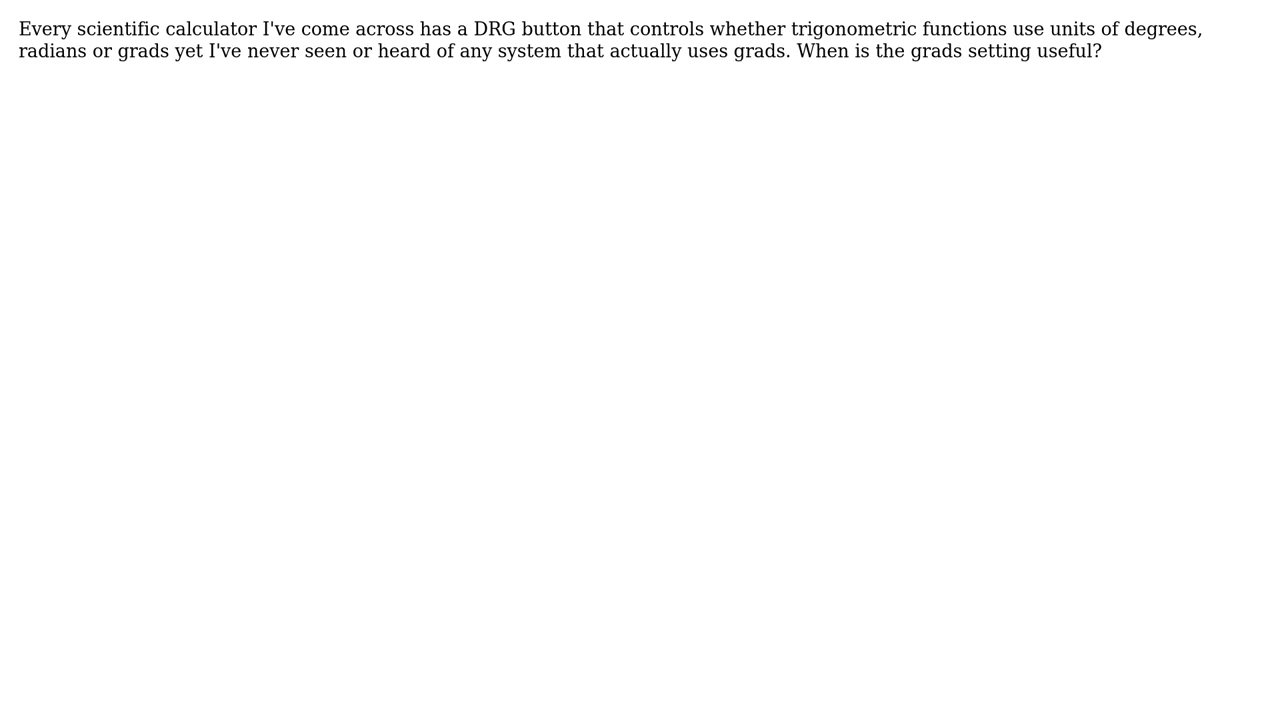 Every scientific calculator I've come across has a DRG button that controls whether trigonometric functions use units of degrees,
radians or grads yet I've never seen or heard of any system that actually uses grads. When is the grads setting useful?